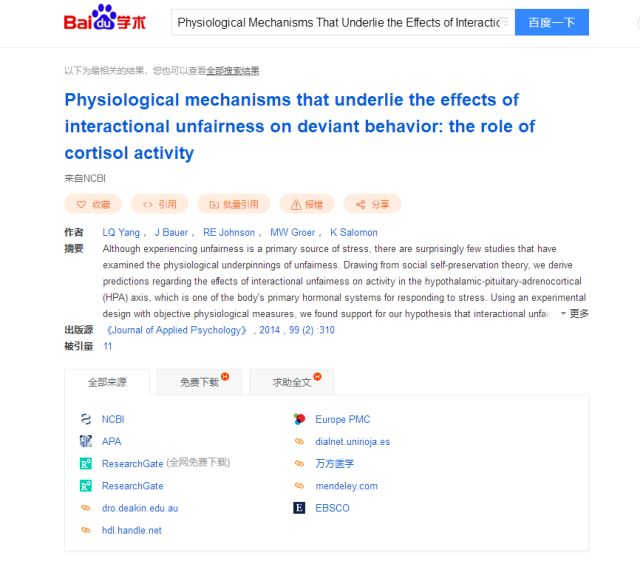 Bai du 学术
Physiological Mechanisms That Underlie the Effects of Interactio
百度一下
以下为最相关的结果，您也可以查看全部搜索结果
Physiological mechanisms that underlie the effects of
interactional unfairness on deviant behavior: the role of
cortisol activity
来自NCBI
收藏 <> 引用 批量引用 报错 分享
作者 LQ Yang， J Bauer， RE Johnson， MW Groer， K Salomon
摘要 Although experiencing unfairness is a primary source of stress, there are surprisingly few studies that have
examined the physiological underpinnings of unfairness. Drawing from social self-preservation theory, we derive
predictions regarding the effects of interactional unfairness on activity in the hypothalamic-pituitary-adrenocortical
(HPA) axis, which is one of the body's primary hormonal systems for responding to stress. Using an experimental
design with objective physiological measures, we found support for our hypothesis that interactional unfai 更多
出版源 《Journal of Applied Psychology》 , 2014 , 99 (2) :310
被引量 11
全部来源 免费下载 H 求助全文 H
NCBI Europe PMC
APA dialnet.unirioja.es
ResearchGate (全网免费下载) 万方医学
ResearchGate mendeley.com
dro.deakin.edu.au EBSCO
hdl.handle.net